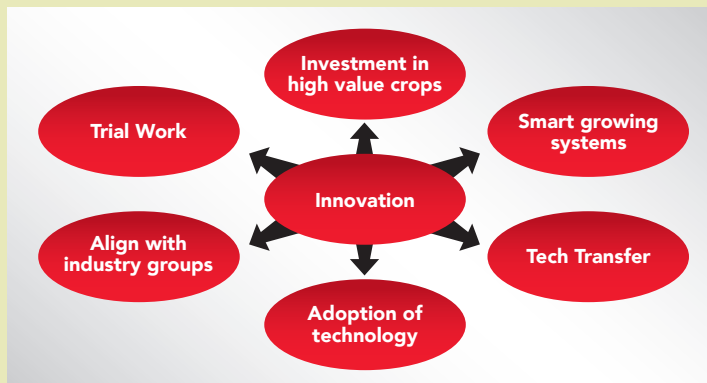 Investment in
high value crops
Trial Work
Smart growing
systems
Innovation
Align with
industry groups
Tech Transfer
Adoption of
technology